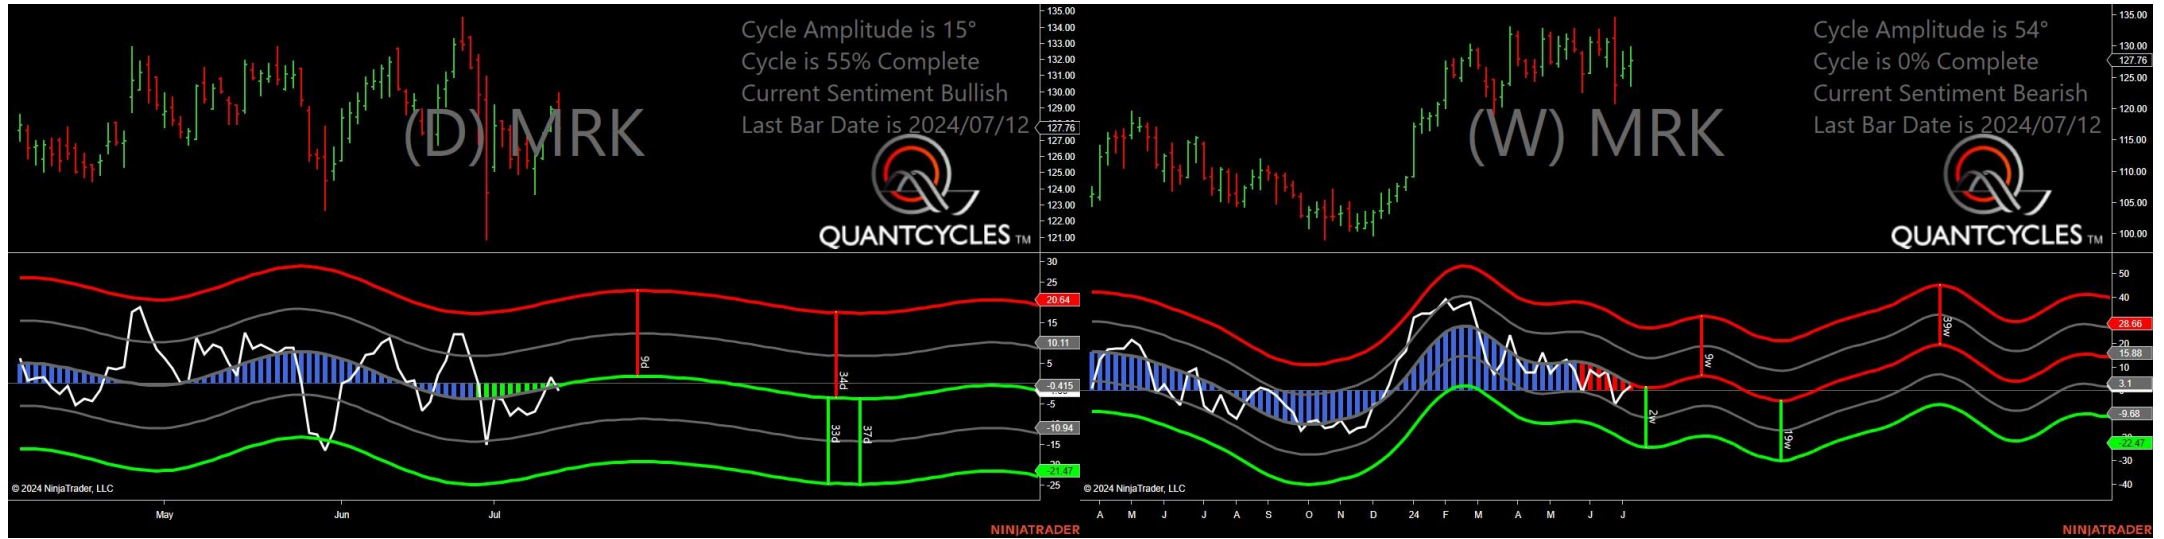 Cycle Amplitude is 15°
Cycle is 55% Complete
Current Sentiment Bullish
Last Bar Date is 2024/07/12
(D) MRK
QUANTCYCLES TM
135.00
134.00
133.00
132.00
131.00
130.00
129.00
127.76
127.00
126.00
125.00
124.00
123.00
122.00
121.00
30
25
20.64
15
10.11
5
-0.415
-5
-10.94
-15
-21.47
-25
9d
34d
33d
37d
© 2024 NinjaTrader, LLC
May
Jun
Jul
NINJATRADER
Cycle Amplitude is 54°
Cycle is 0% Complete
Current Sentiment Bearish
Last Bar Date is 2024/07/12
(W) MRK
QUANTCYCLES TM
135.00
130.00
127.76
125.00
120.00
115.00
110.00
105.00
100.00
50
40
28.66
20
15.88
10
3.1
-9.68
-22.47
-30
-40
2w
9w
19w
39w
© 2024 NinjaTrader, LLC
A M J J A S O N D 24 F M A M J J
NINJATRADER